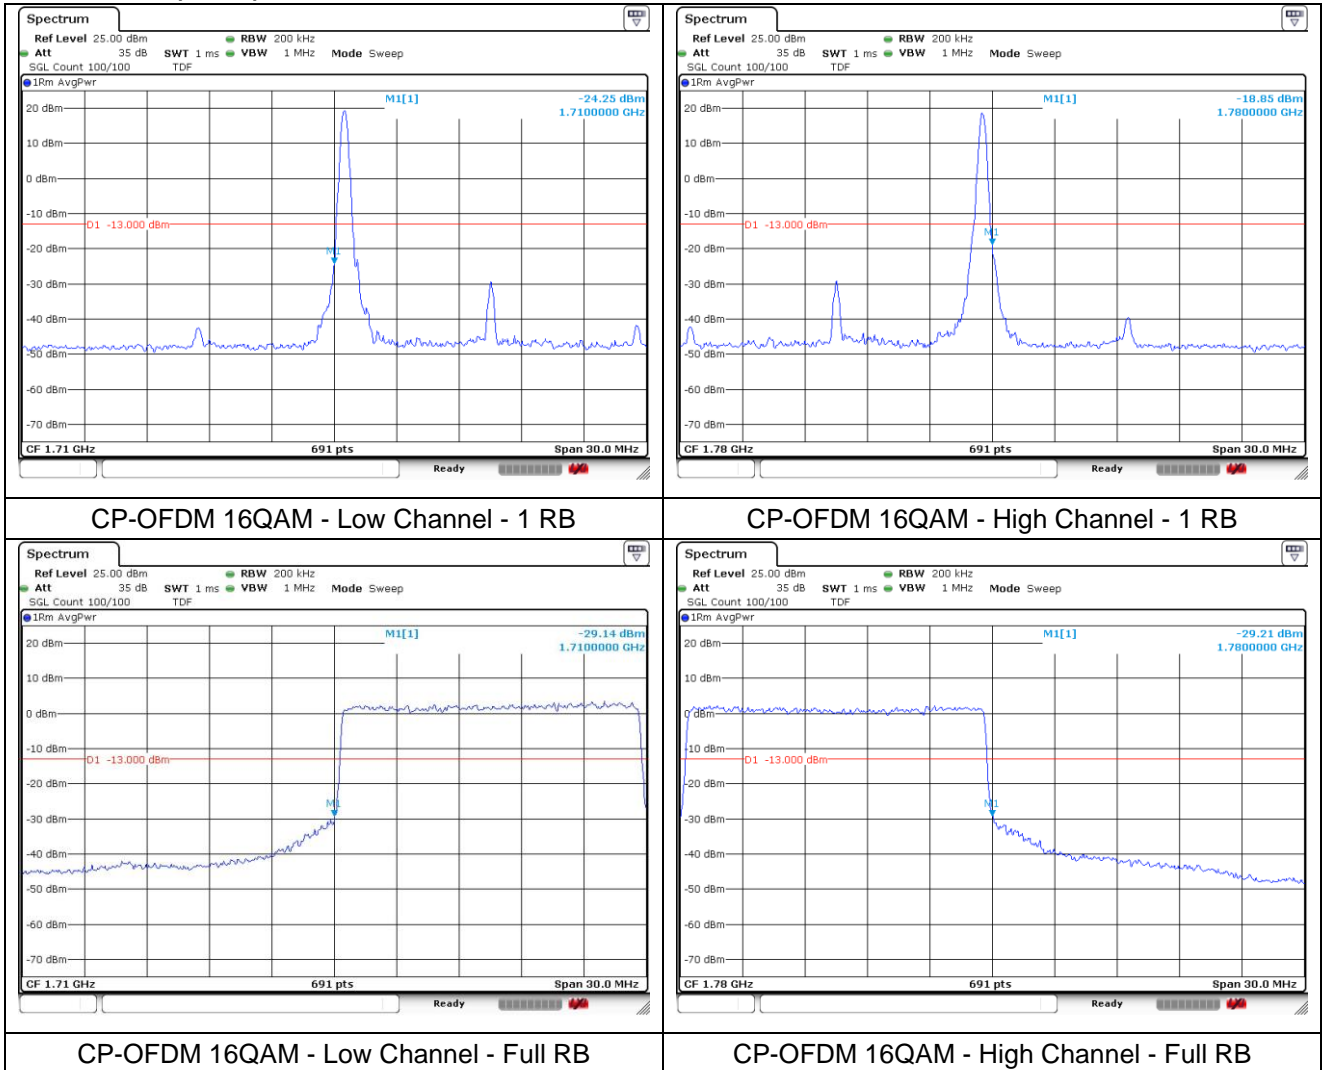 Spectrum
Ref Level 25.00 dBm RBW 200 kHz
Att 35 dB SWT 1 ms VBW 1 MHz Mode Sweep
SGL Count 100/100 TDF
1Rm AvgPwr
M1[1] -24.25 dBm
1.7100000 GHz
20 dBm
10 dBm
0 dBm
-10 dBm
D1 -13.000 dBm
-20 dBm
M1
-30 dBm
-40 dBm
-50 dBm
-60 dBm
-70 dBm
CF 1.71 GHz 691 pts Span 30.0 MHz
Ready
Spectrum
Ref Level 25.00 dBm RBW 200 kHz
Att 35 dB SWT 1 ms VBW 1 MHz Mode Sweep
SGL Count 100/100 TDF
1Rm AvgPwr
M1[1] -18.85 dBm
1.7800000 GHz
20 dBm
10 dBm
0 dBm
-10 dBm
D1 -13.000 dBm
M1
-20 dBm
-30 dBm
-40 dBm
-50 dBm
-60 dBm
-70 dBm
CF 1.78 GHz 691 pts Span 30.0 MHz
Ready
CP-OFDM 16QAM - Low Channel - 1 RB
CP-OFDM 16QAM - High Channel - 1 RB
Spectrum
Ref Level 25.00 dBm RBW 200 kHz
Att 35 dB SWT 1 ms VBW 1 MHz Mode Sweep
SGL Count 100/100 TDF
1Rm AvgPwr
M1[1] -29.14 dBm
1.7100000 GHz
20 dBm
10 dBm
0 dBm
-10 dBm
D1 -13.000 dBm
-20 dBm
M1
-30 dBm
-40 dBm
-50 dBm
-60 dBm
-70 dBm
CF 1.71 GHz 691 pts Span 30.0 MHz
Ready
Spectrum
Ref Level 25.00 dBm RBW 200 kHz
Att 35 dB SWT 1 ms VBW 1 MHz Mode Sweep
SGL Count 100/100 TDF
1Rm AvgPwr
M1[1] -29.21 dBm
1.7800000 GHz
20 dBm
10 dBm
0 dBm
-10 dBm
D1 -13.000 dBm
-20 dBm
M1
-30 dBm
-40 dBm
-50 dBm
-60 dBm
-70 dBm
CF 1.78 GHz 691 pts Span 30.0 MHz
Ready
CP-OFDM 16QAM - Low Channel - Full RB
CP-OFDM 16QAM - High Channel - Full RB